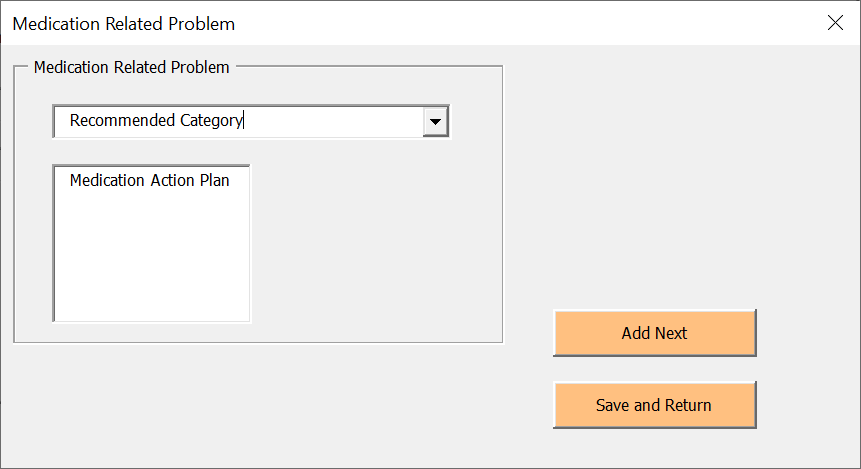 Medication Related Problem
Medication Related Problem
Recommended Category
Medication Action Plan
Add Next
Save and Return